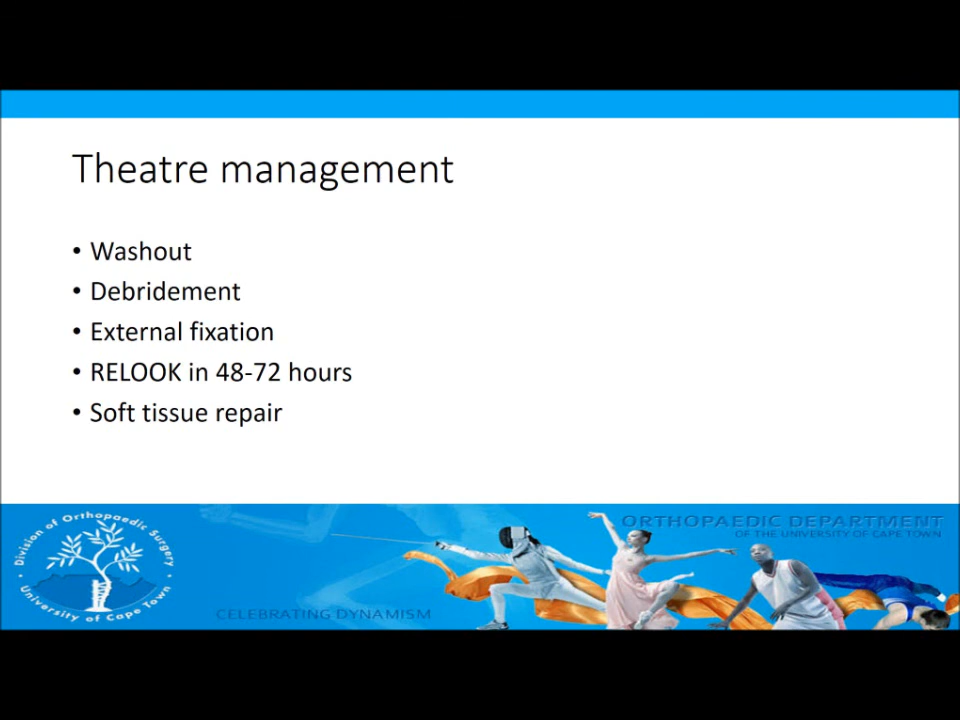 Theatre management
• Washout
• Debridement
• External fixation
• RELOOK in 48-72 hours
• Soft tissue repair
Division of Orthopaedic Surgery
University of Cape Town
ORTHOPAEDIC DEPARTMENT
OF THE UNIVERSITY OF CAPE TOWN
CELEBRATING DYNAMISM